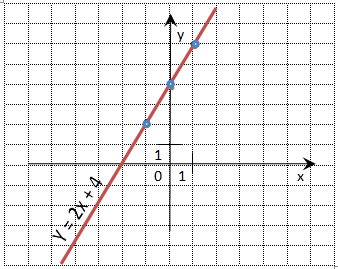 y
1
0 1
x
Y = 2x + 4